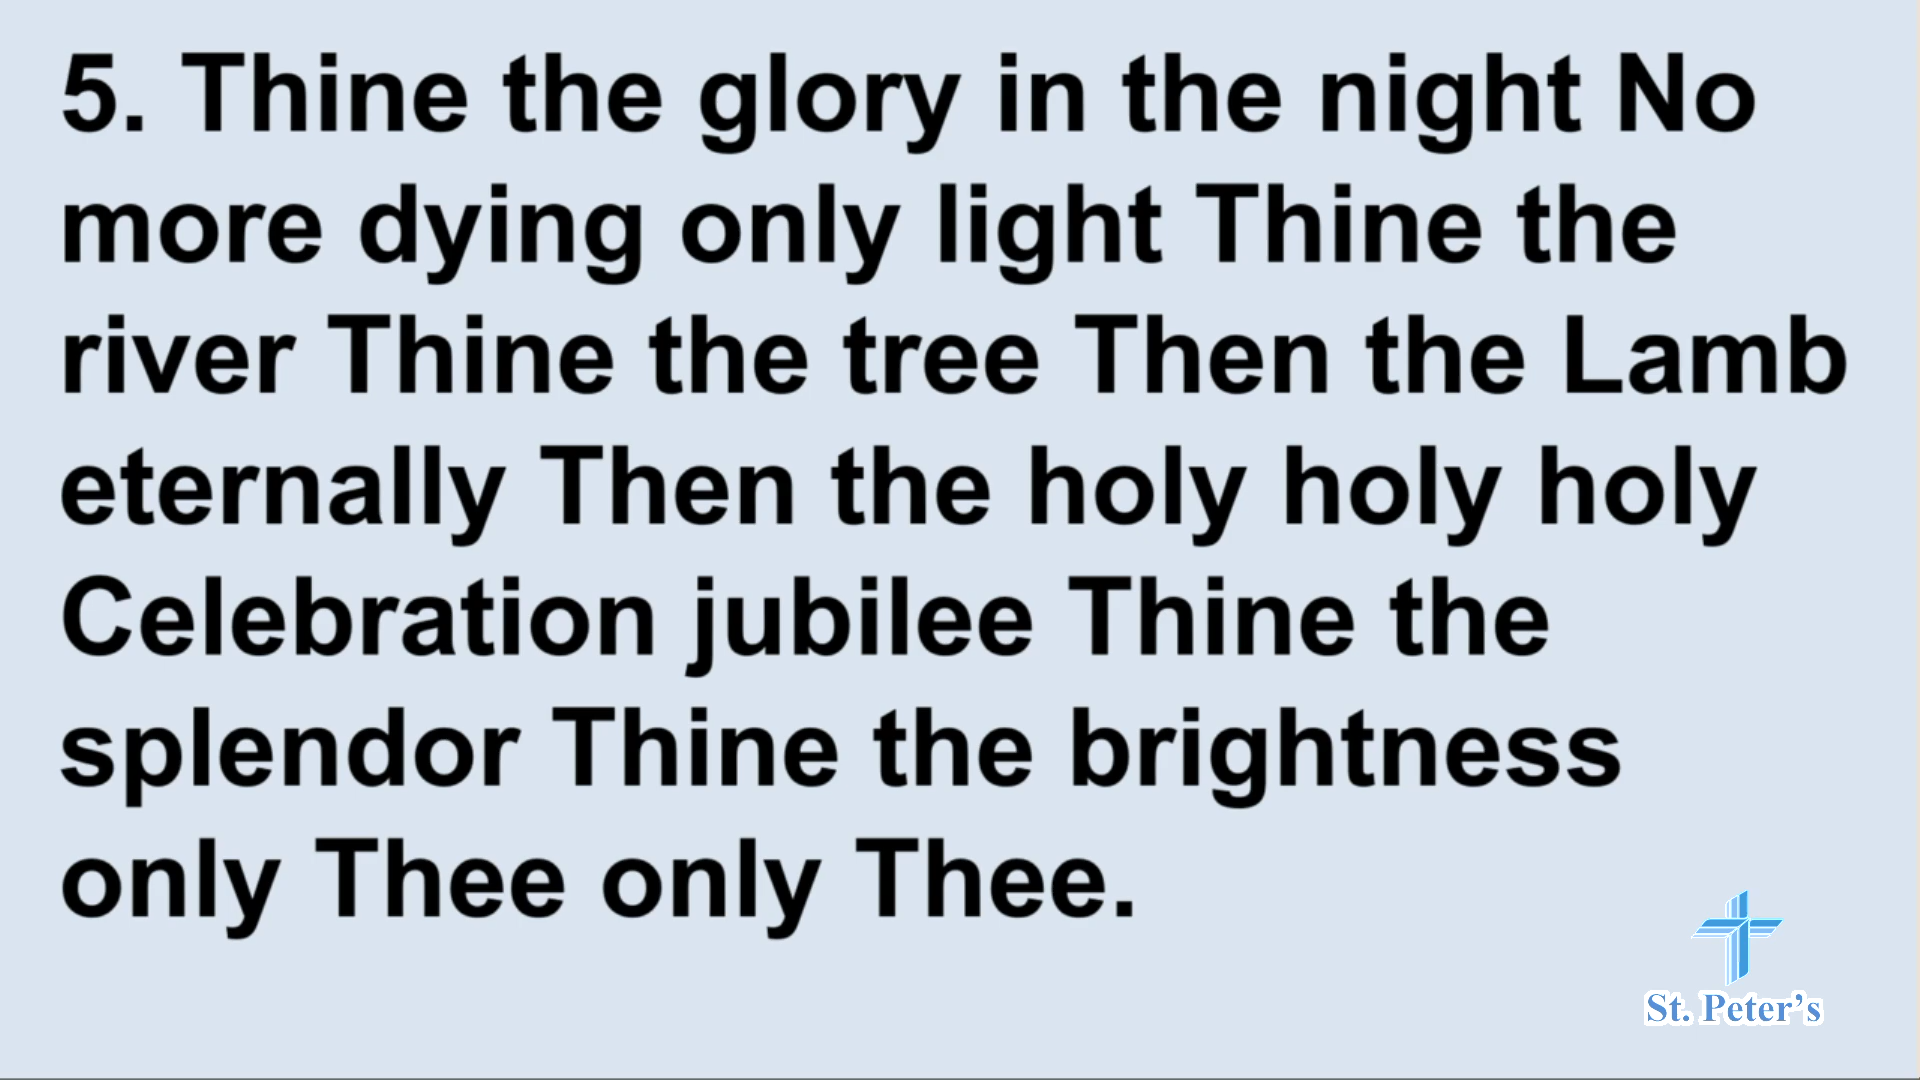 5. Thine the glory in the night No
more dying only light Thine the
river Thine the tree Then the Lamb
eternally Then the holy holy holy
Celebration jubilee Thine the
splendor Thine the brightness
only Thee only Thee.
St. Peter's